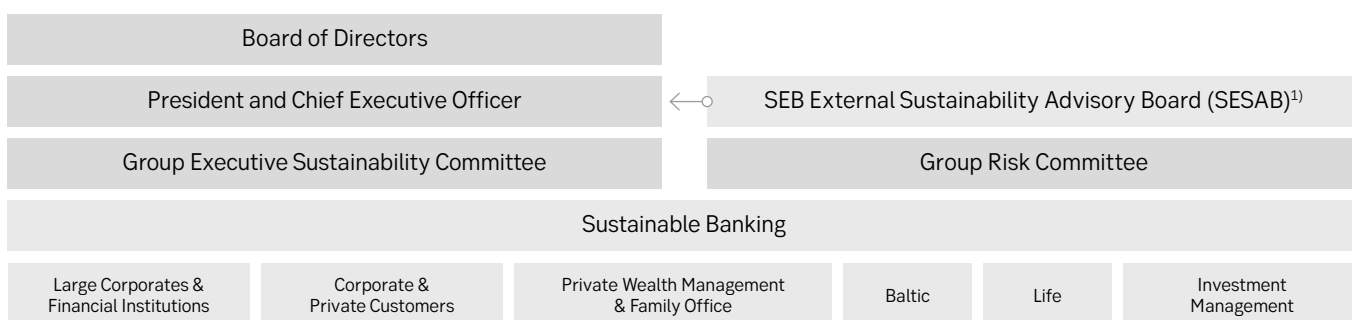 Board of Directors
President and Chief Executive Officer
SEB External Sustainability Advisory Board (SESAB)1)
Group Executive Sustainability Committee
Group Risk Committee
Sustainable Banking
Large Corporates &
Financial Institutions
Corporate &
Private Customers
Private Wealth Management
& Family Office
Baltic
Life
Investment
Management